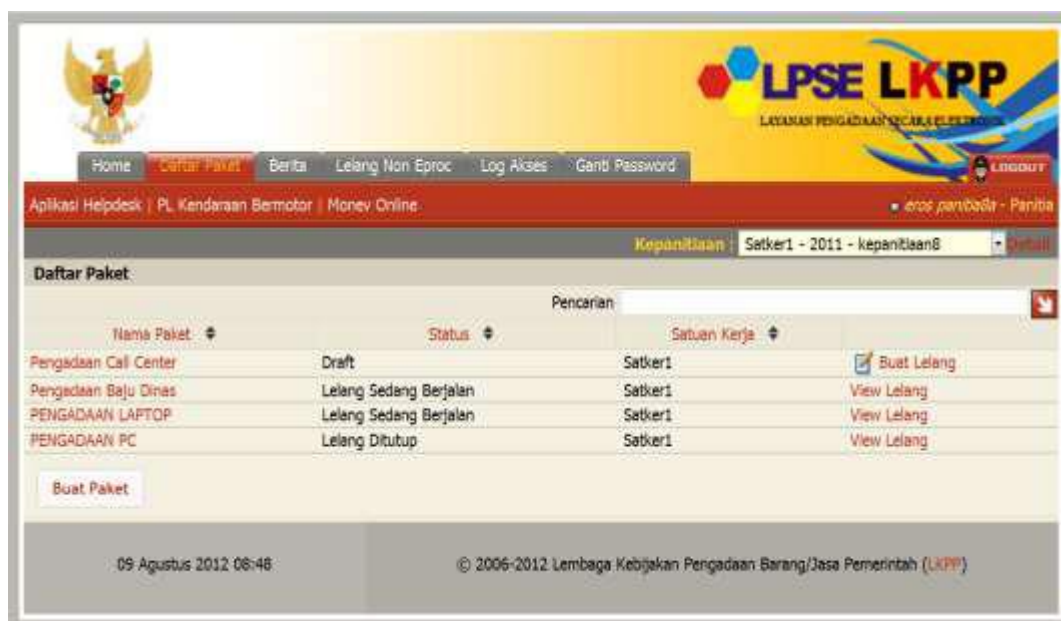 LPSE LKPP
LAYANAN PENGADAAN SECARA ELEKTRONIK
Home Daftar Paket Berita Lelang Non Eproc Log Akses Ganti Password LOGOUT
Aplikasi Helpdesk | PL Kendaraan Bermotor | Monev Online eros panitia8a - Panitia
Kepanitiaan : Satker1 - 2011 - kepanitiaan8 Detail
Daftar Paket
Pencarian
Nama Paket Status Satuan Kerja
Pengadaan Call Center Draft Satker1 Buat Lelang
Pengadaan Baju Dinas Lelang Sedang Berjalan Satker1 View Lelang
PENGADAAN LAPTOP Lelang Sedang Berjalan Satker1 View Lelang
PENGADAAN PC Lelang Ditutup Satker1 View Lelang
Buat Paket
09 Agustus 2012 08:48 © 2006-2012 Lembaga Kebijakan Pengadaan Barang/Jasa Pemerintah (LKPP)